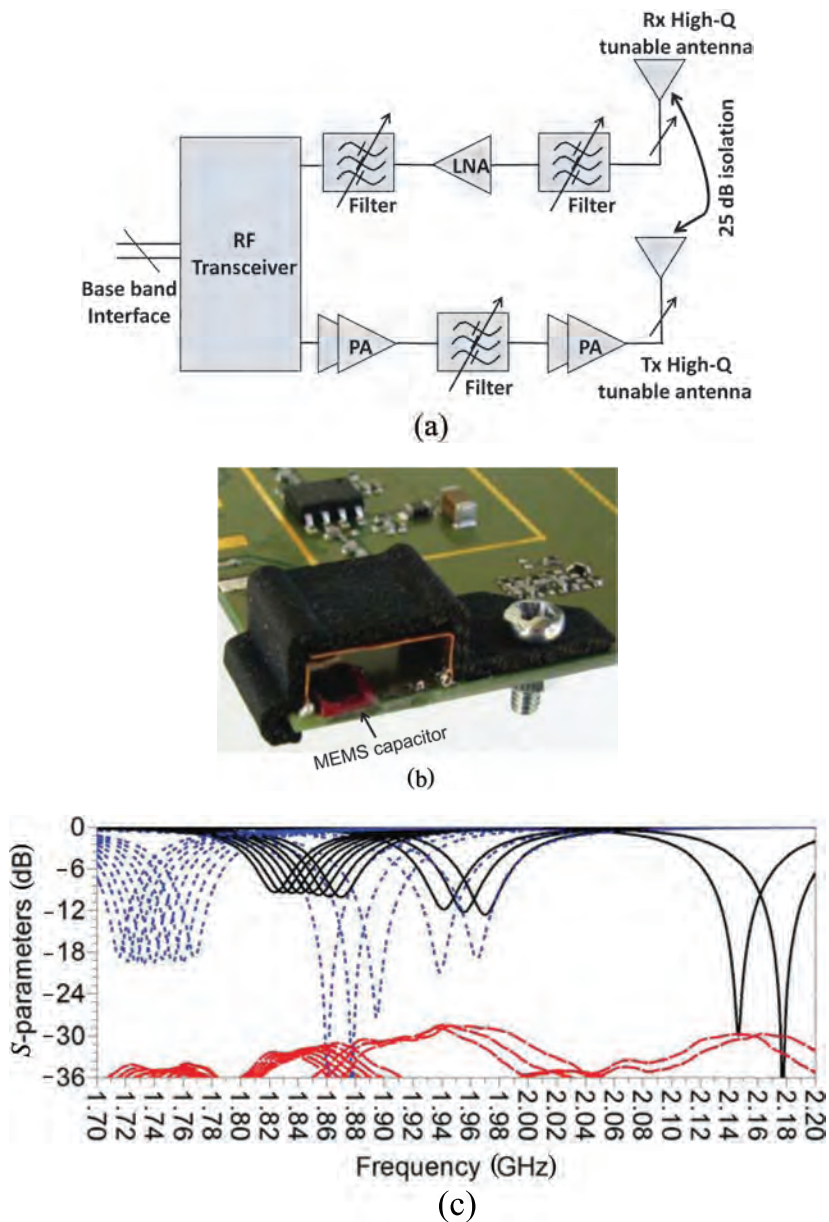 Rx High-Q
tunable antenna
LNA
Filter
Filter
25 dB isolation
RF
Transceiver
Base band
Interface
PA
Filter
PA
Tx High-Q
tunable antenna
(a)
MEMS capacitor
(b)
S-parameters (dB)
0
-6
-12
-18
-24
-30
-36
1.70
1.72
1.74
1.76
1.78
1.80
1.82
1.84
1.86
1.88
1.90
1.92
1.94
1.96
1.98
2.00
2.02
2.04
2.06
2.08
2.10
2.12
2.14
2.16
2.18
2.20
Frequency (GHz)
(c)